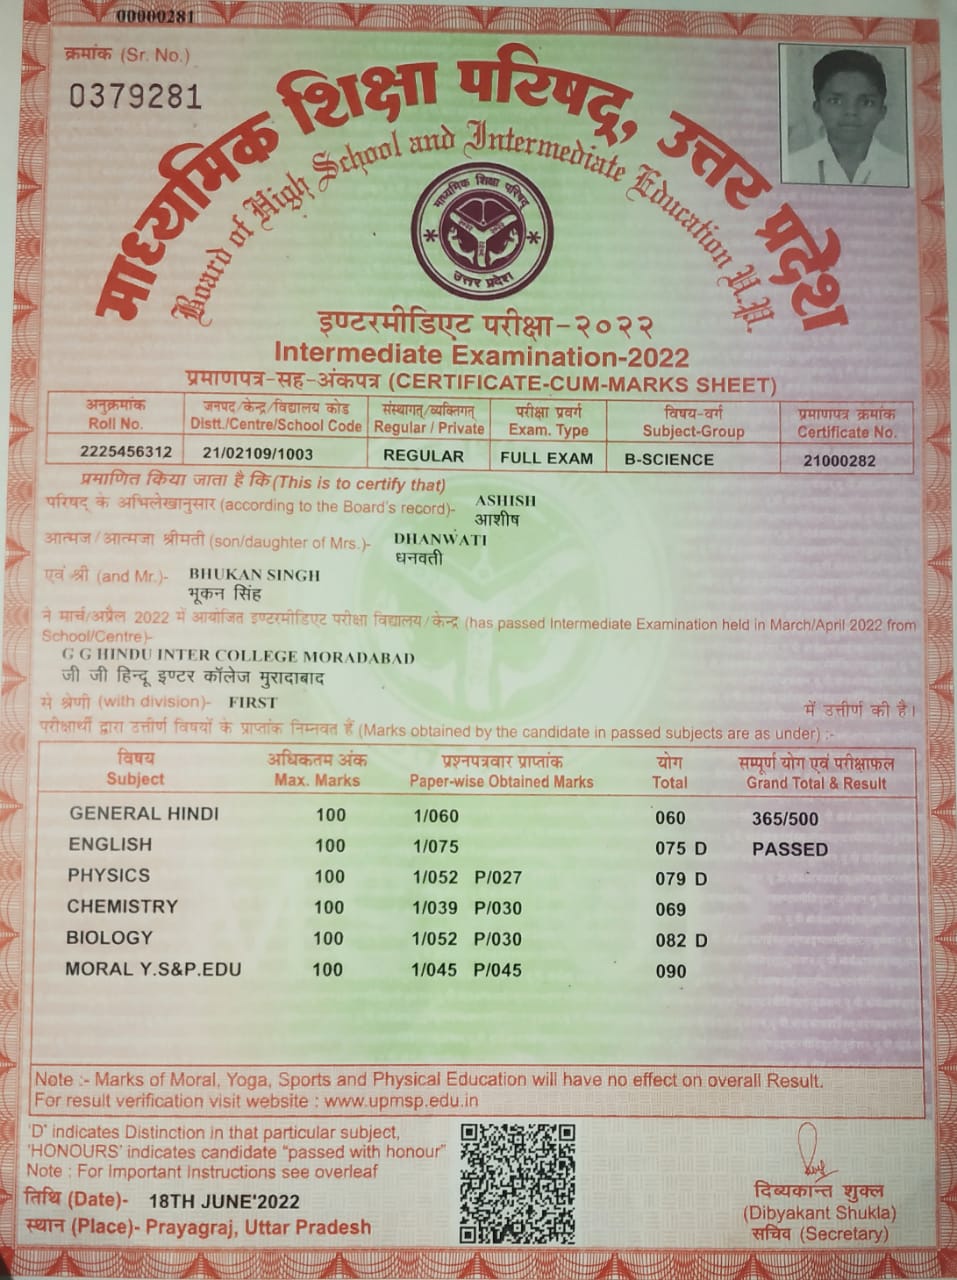 00000281
क्रमांक (Sr. No.)
0379281
माध्यमिक शिक्षा परिषद्, उत्तर प्रदेश
Board of High School and Intermediate Education U.P.
माध्यमिक शिक्षा परिषद्
उत्तर प्रदेश
इण्टरमीडिएट परीक्षा-२०२२
Intermediate Examination-2022
प्रमाणपत्र-सह-अंकपत्र (CERTIFICATE-CUM-MARKS SHEET)
अनुक्रमांक जनपद/केन्द्र/विद्यालय कोड संस्थागत्/व्यक्तिगत् परीक्षा प्रवर्ग विषय-वर्ग प्रमाणपत्र क्रमांक
Roll No. Distt./Centre/School Code Regular / Private Exam. Type Subject-Group Certificate No.
2225456312 21/02109/1003 REGULAR FULL EXAM B-SCIENCE 21000282
प्रमाणित किया जाता है कि (This is to certify that)
परिषद् के अभिलेखानुसार (according to the Board's record)- ASHISH
आशीष
आत्मज/आत्मजा श्रीमती (son/daughter of Mrs.)- DHANWATI
धनवती
एवं श्री (and Mr.)- BHUKAN SINGH
भूकन सिंह
ने मार्च/अप्रैल 2022 में आयोजित इण्टरमीडिएट परीक्षा विद्यालय/केन्द्र (has passed Intermediate Examination held in March/April 2022 from
School/Centre)-
G G HINDU INTER COLLEGE MORADABAD
जी जी हिन्दू इण्टर कॉलेज मुरादाबाद
से श्रेणी (with division)- FIRST में उत्तीर्ण की है।
परीक्षार्थी द्वारा उत्तीर्ण विषयों के प्राप्तांक निम्नवत हैं (Marks obtained by the candidate in passed subjects are as under) :-
विषय अधिकतम अंक प्रश्नपत्रवार प्राप्तांक योग सम्पूर्ण योग एवं परीक्षाफल
Subject Max. Marks Paper-wise Obtained Marks Total Grand Total & Result
GENERAL HINDI 100 1/060 060 365/500
ENGLISH 100 1/075 075 D PASSED
PHYSICS 100 1/052 P/027 079 D
CHEMISTRY 100 1/039 P/030 069
BIOLOGY 100 1/052 P/030 082 D
MORAL Y.S&P.EDU 100 1/045 P/045 090
Note :- Marks of Moral, Yoga, Sports and Physical Education will have no effect on overall Result.
For result verification visit website : www.upmsp.edu.in
'D' indicates Distinction in that particular subject,
'HONOURS' indicates candidate "passed with honour"
Note : For Important Instructions see overleaf
तिथि (Date)- 18TH JUNE'2022
स्थान (Place)- Prayagraj, Uttar Pradesh
दिव्यकान्त शुक्ल
(Dibyakant Shukla)
सचिव (Secretary)